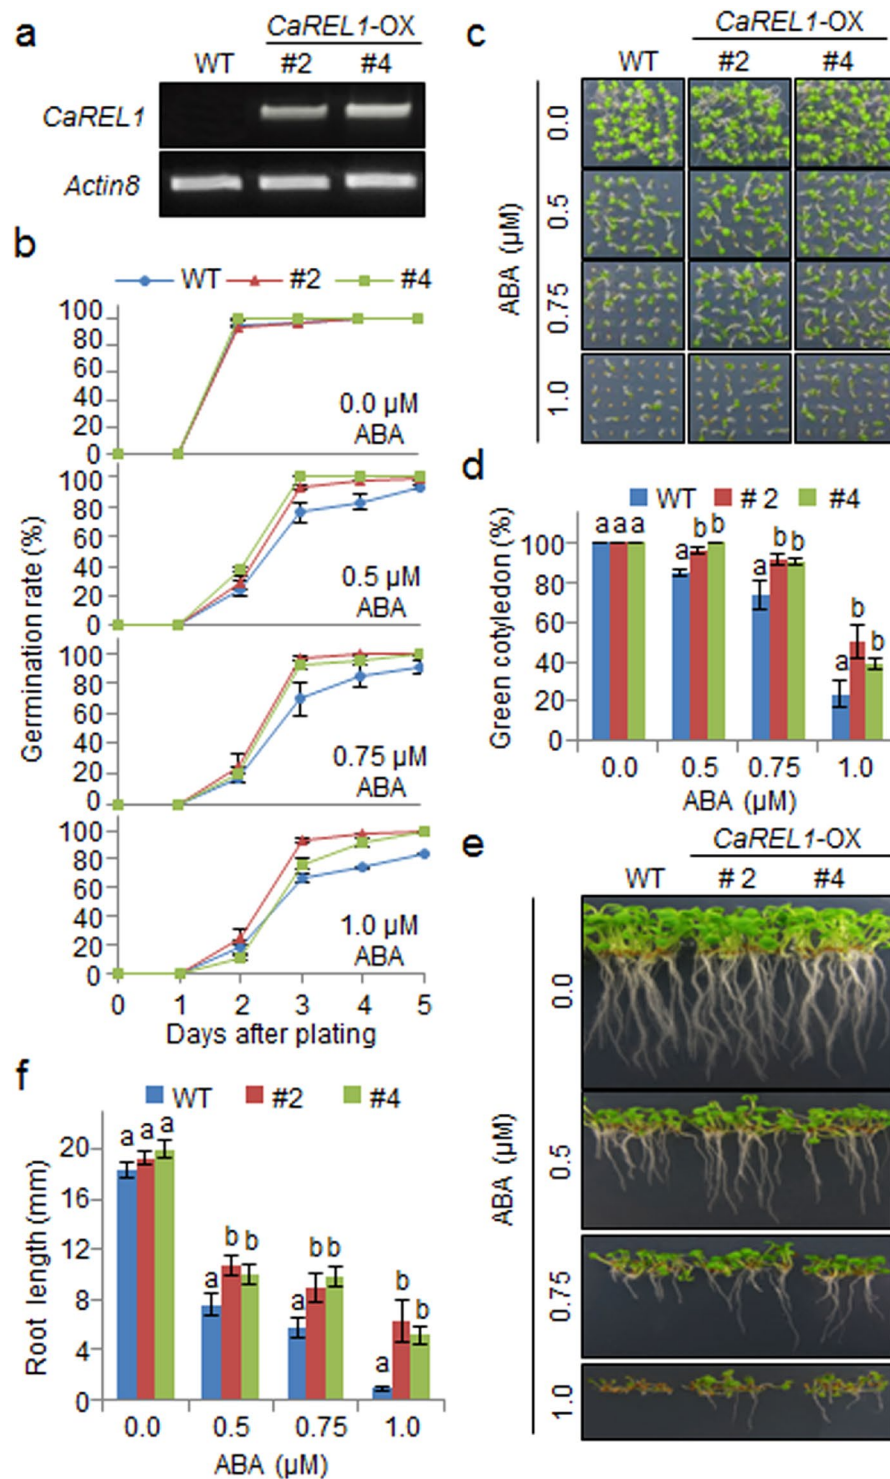 a
CaREL1-OX
WT #2 #4
CaREL1
Actin8
b
WT #2 #4
Germination rate (%)
100
80
60
40
20
0
0.0 µM
ABA
100
80
60
40
20
0
0.5 µM
ABA
100
80
60
40
20
0
0.75 µM
ABA
100
80
60
40
20
0
1.0 µM
ABA
0 1 2 3 4 5
Days after plating
c
CaREL1-OX
WT #2 #4
ABA (µM)
0.0
0.5
0.75
1.0
d
WT # 2 #4
Green cotyledon (%)
100
80
60
40
20
0
a a a
a b b
a b b
a b b
0.0 0.5 0.75 1.0
ABA (µM)
e
CaREL1-OX
WT # 2 #4
ABA (µM)
0.0
0.5
0.75
1.0
f
WT #2 #4
Root length (mm)
20
16
12
8
4
0
a a a
a b b
a b b
a b b
0.0 0.5 0.75 1.0
ABA (µM)